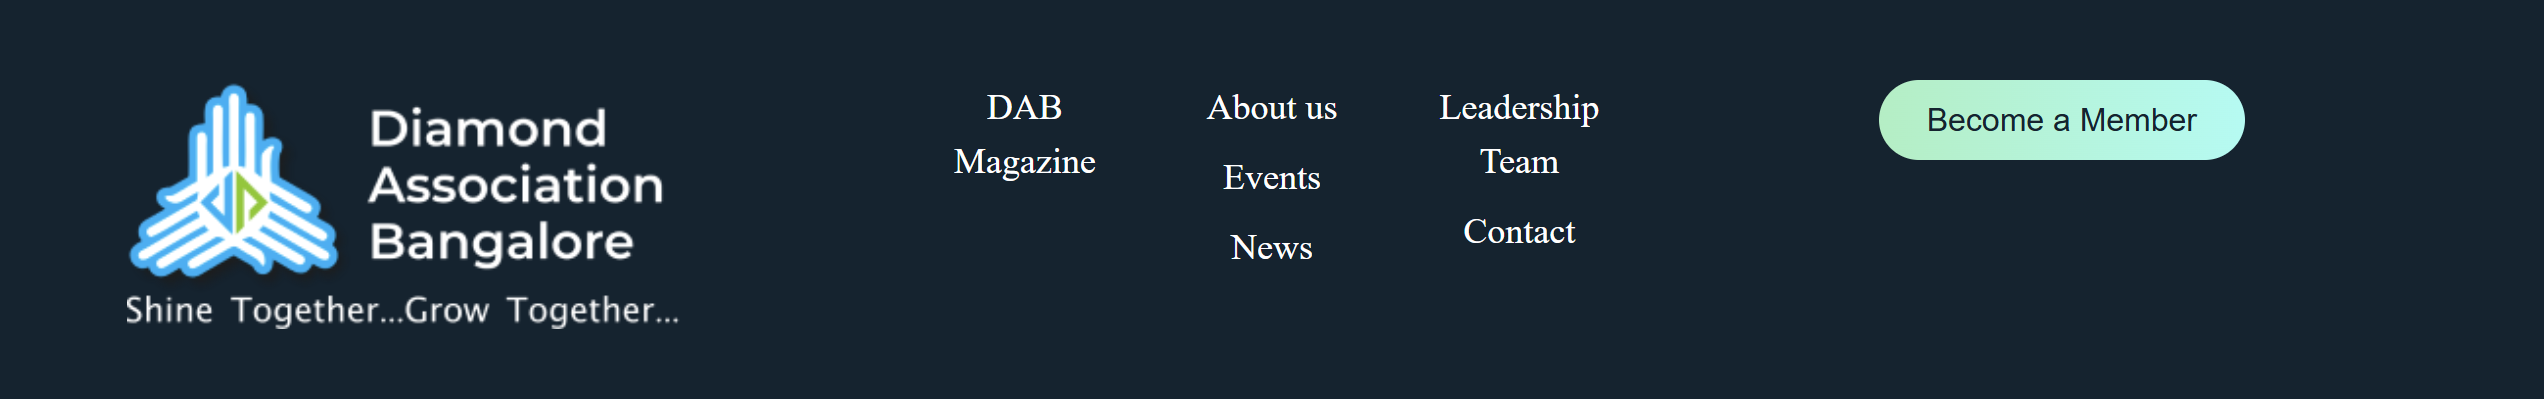 Diamond
Association
Bangalore
Shine Together...Grow Together...
DAB
Magazine
About us
Events
News
Leadership
Team
Contact
Become a Member